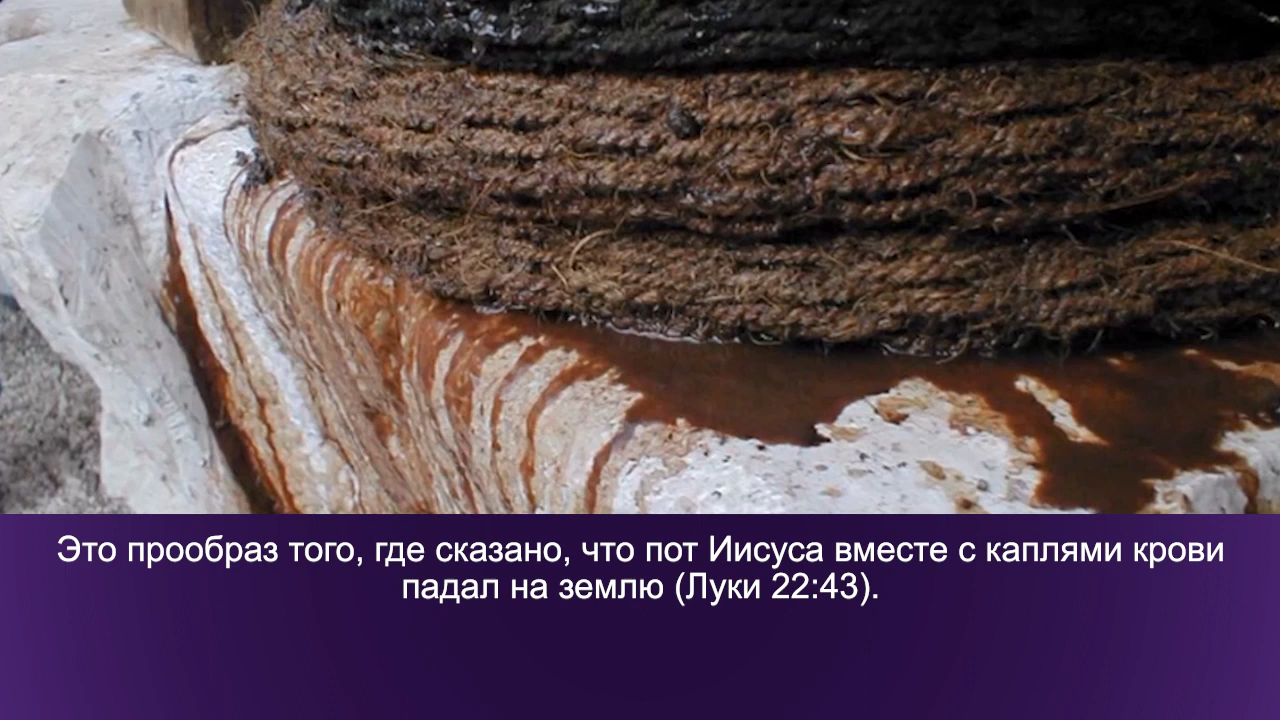 Это прообраз того, где сказано, что пот Иисуса вместе с каплями крови
падал на землю (Луки 22:43).